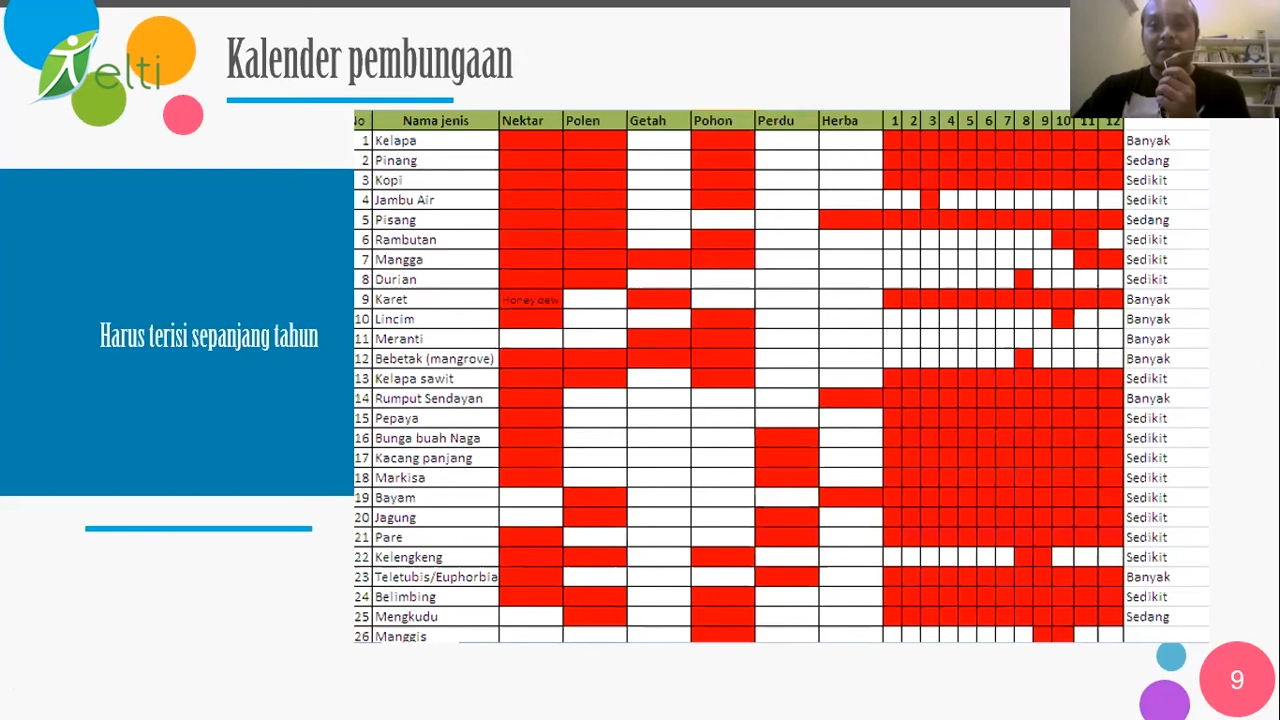 elti
Kalender pembungaan
Harus terisi sepanjang tahun
No Nama jenis Nektar Polen Getah Pohon Perdu Herba 1 2 3 4 5 6 7 8 9 10 11 12
1 Kelapa Banyak
2 Pinang Sedang
3 Kopi Sedikit
4 Jambu Air Sedikit
5 Pisang Sedang
6 Rambutan Sedikit
7 Mangga Sedikit
8 Durian Sedikit
9 Karet Honey dew Banyak
10 Lincim Banyak
11 Meranti Banyak
12 Bebetak (mangrove) Banyak
13 Kelapa sawit Sedikit
14 Rumput Sendayan Banyak
15 Pepaya Sedikit
16 Bunga buah Naga Sedikit
17 Kacang panjang Sedikit
18 Markisa Sedikit
19 Bayam Sedikit
20 Jagung Sedikit
21 Pare Sedikit
22 Kelengkeng Sedikit
23 Teletubis/Euphorbia Banyak
24 Belimbing Sedikit
25 Mengkudu Sedang
26 Manggis
9